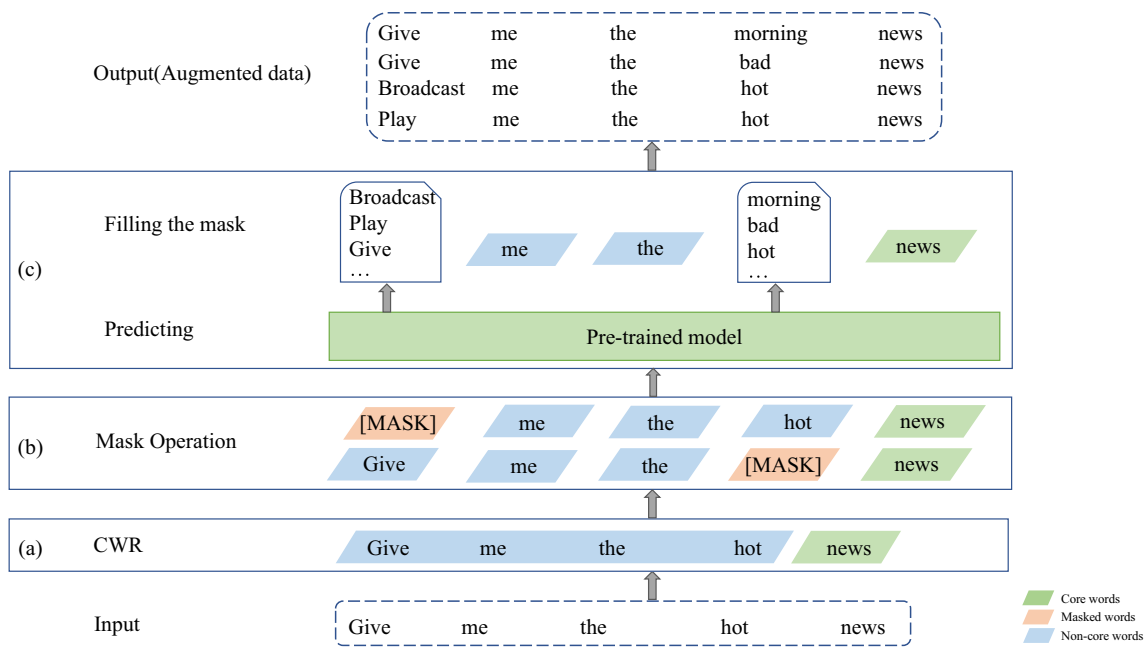 Give me the morning news
Give me the bad news
Output(Augmented data)
Broadcast me the hot news
Play me the hot news
Filling the mask
Broadcast
Play
Give
…
me the
morning
bad
hot
…
news
(c)
Predicting
Pre-trained model
[MASK] me the hot news
(b) Mask Operation
Give me the [MASK] news
(a) CWR Give me the hot news
Input Give me the hot news
Core words
Masked words
Non-core words